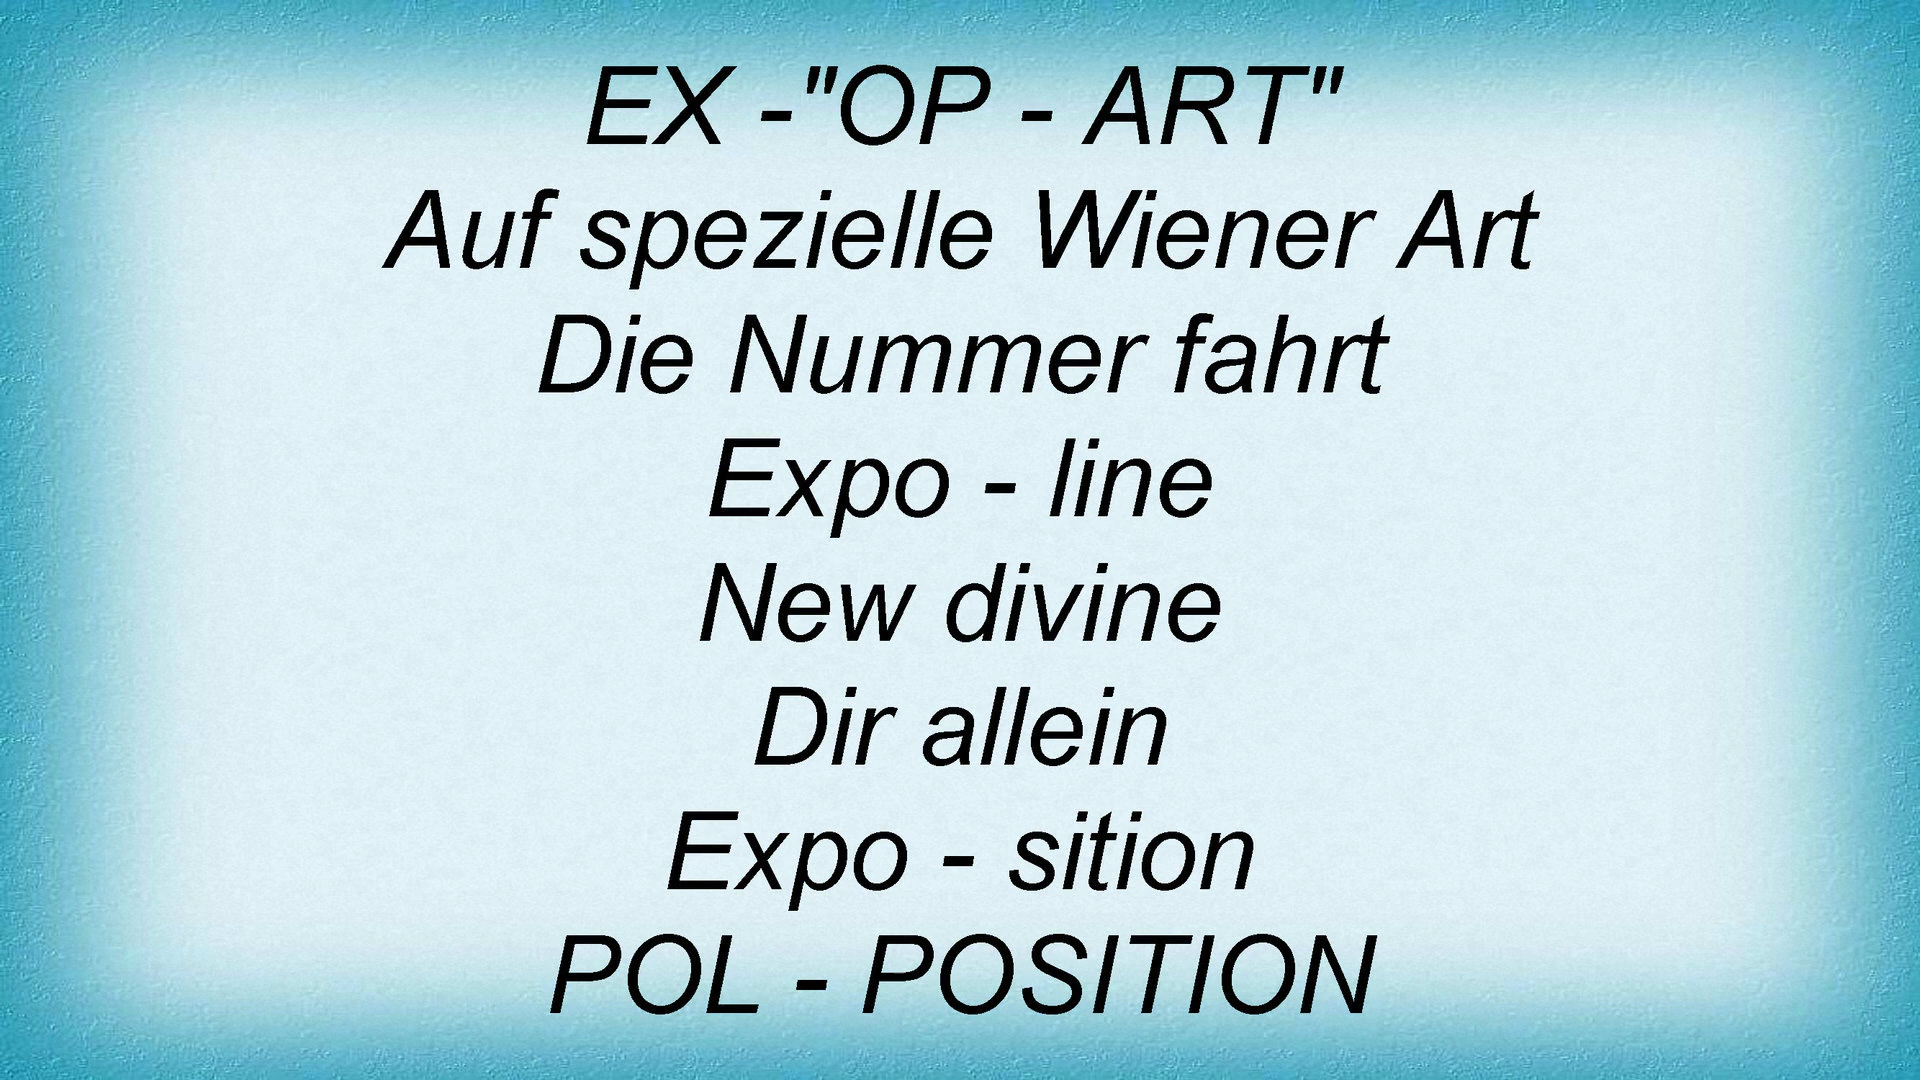 EX -"OP - ART"
Auf spezielle Wiener Art
Die Nummer fahrt
Expo - line
New divine
Dir allein
Expo - sition
POL - POSITION